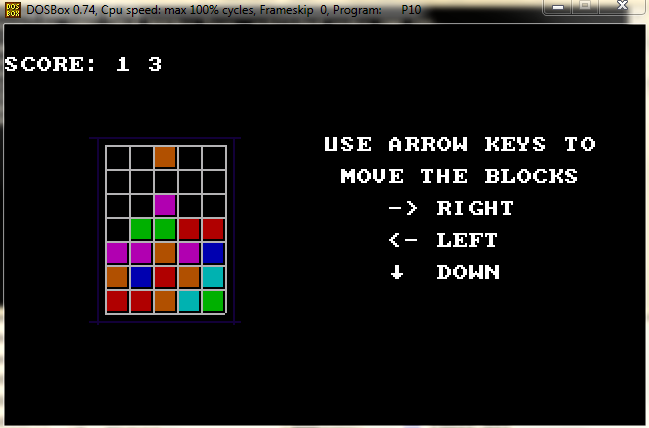 DOSBox 0.74, Cpu speed: max 100% cycles, Frameskip 0, Program: P10
SCORE: 1 3
USE ARROW KEYS TO
MOVE THE BLOCKS
-> RIGHT
<- LEFT
↓ DOWN